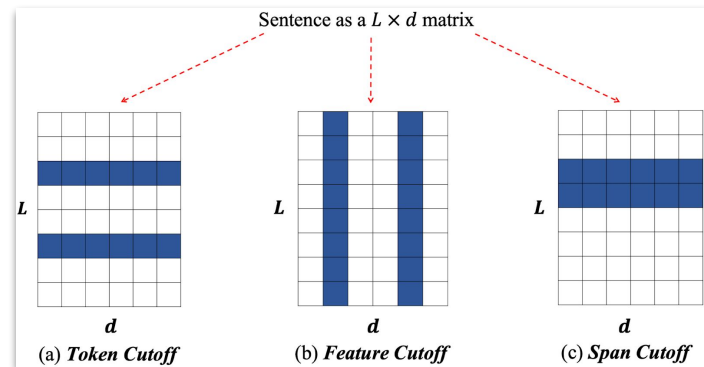 Sentence as a L × d matrix
L
L
L
d
d
d
(a) Token Cutoff
(b) Feature Cutoff
(c) Span Cutoff